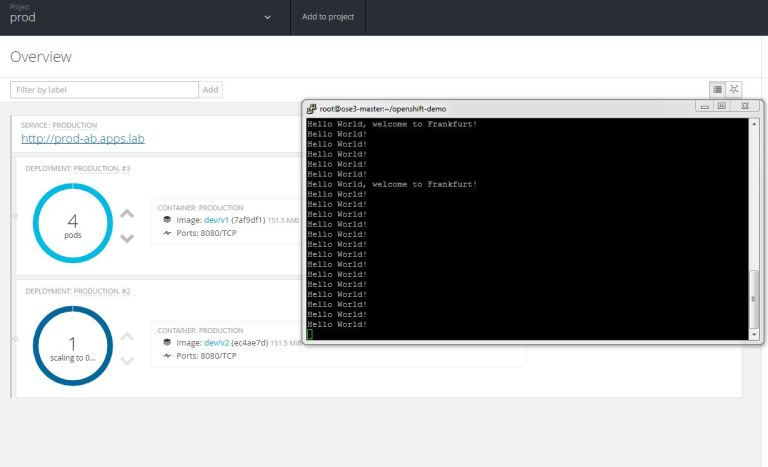 Project
prod
Add to project
Overview
Filter by label
Add
SERVICE : PRODUCTION
http://prod-ab.apps.lab
DEPLOYMENT: PRODUCTION, #3
4
pods
CONTAINER: PRODUCTION
Image: dev/v1 (7af9df1) 151.5 MiB
Ports: 8080/TCP
DEPLOYMENT: PRODUCTION, #2
1
scaling to 0...
CONTAINER: PRODUCTION
Image: dev/v2 (ec4ae7d) 151.5 MiB
Ports: 8080/TCP
root@ose3-master:~/openshift-demo
Hello World, welcome to Frankfurt!
Hello World!
Hello World!
Hello World!
Hello World!
Hello World!
Hello World, welcome to Frankfurt!
Hello World!
Hello World!
Hello World!
Hello World!
Hello World!
Hello World!
Hello World!
Hello World!
Hello World!
Hello World!
Hello World!
Hello World!
Hello World!
Hello World!